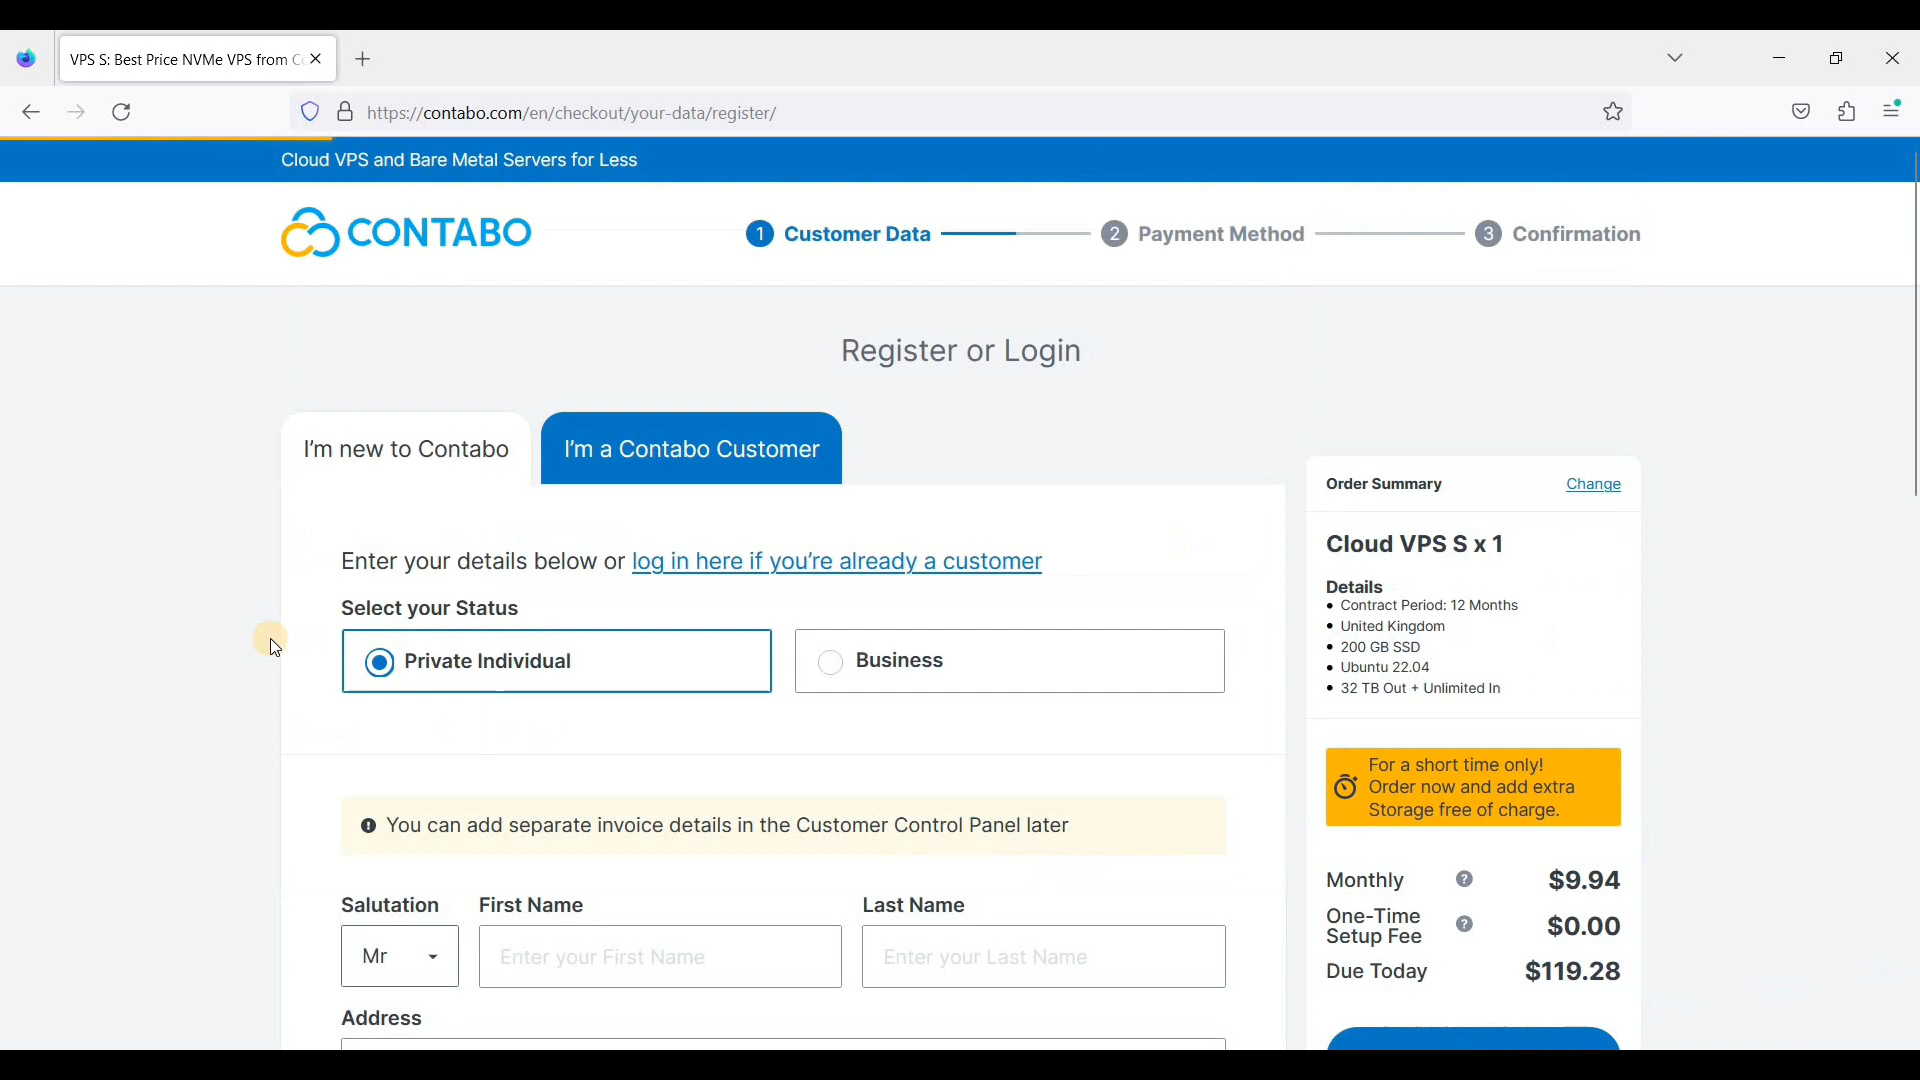 VPS S: Best Price NVMe VPS from
https://contabo.com/en/checkout/your-data/register/
Cloud VPS and Bare Metal Servers for Less
CONTABO
1 Customer Data
2 Payment Method
3 Confirmation
Register or Login
I'm new to Contabo
I'm a Contabo Customer
Enter your details below or log in here if you're already a customer
Select your Status
Private Individual
Business
You can add separate invoice details in the Customer Control Panel later
Salutation
First Name
Last Name
Mr
Enter your First Name
Enter your Last Name
Address
Order Summary
Change
Cloud VPS S x 1
Details
• Contract Period: 12 Months
• United Kingdom
• 200 GB SSD
• Ubuntu 22.04
• 32 TB Out + Unlimited In
For a short time only!
Order now and add extra
Storage free of charge.
Monthly ? $9.94
One-Time
Setup Fee ? $0.00
Due Today $119.28